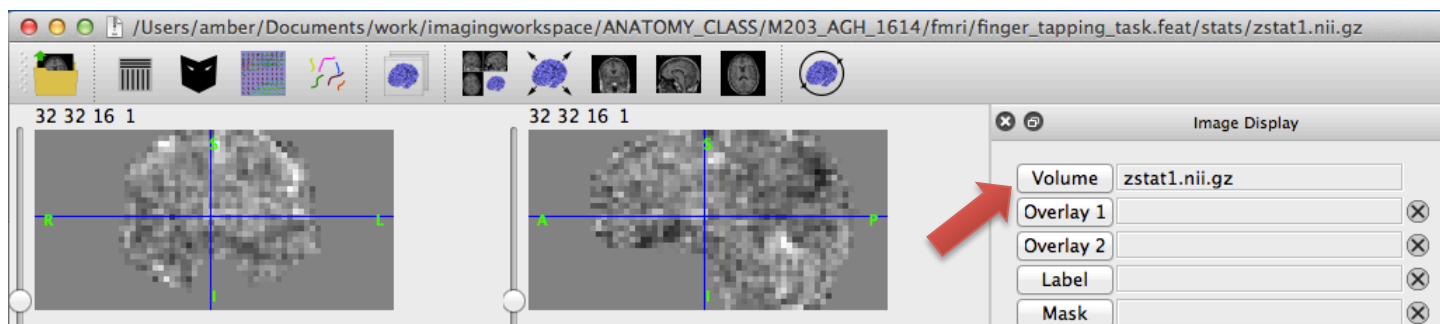 /Users/amber/Documents/work/imagingworkspace/ANATOMY_CLASS/M203_AGH_1614/fmri/finger_tapping_task.feat/stats/zstat1.nii.gz
32 32 16 1
32 32 16 1
Image Display
S
S
Volume zstat1.nii.gz
Overlay 1
R L A P
Overlay 2
Label
I
I
Mask